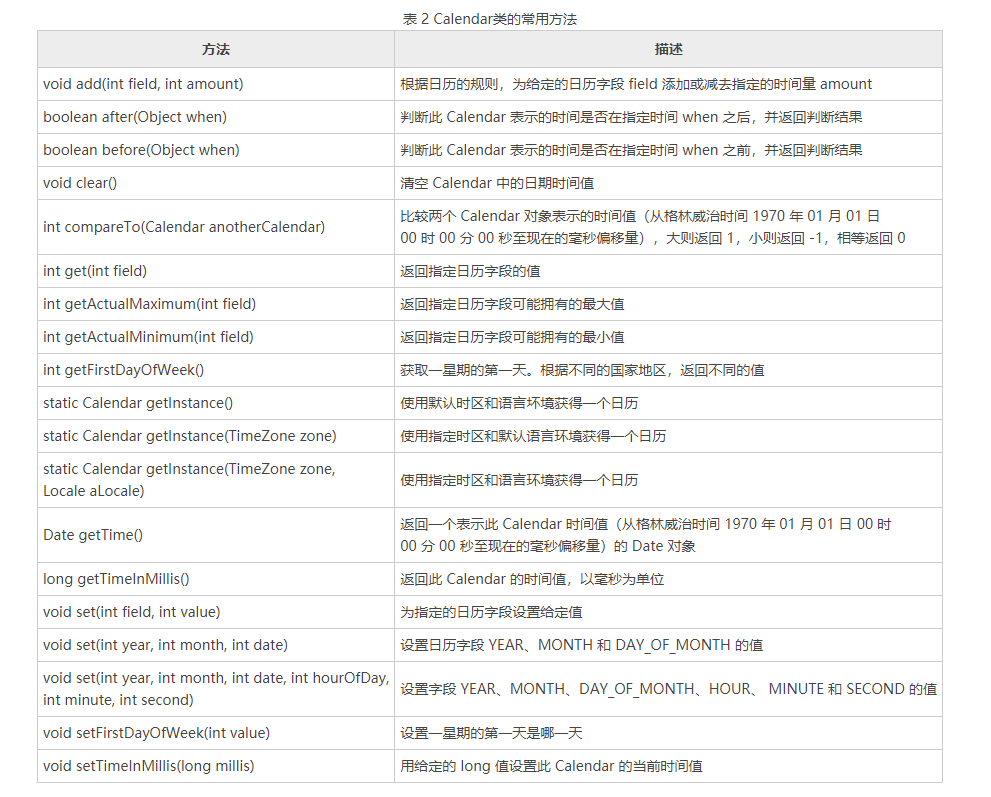 表 2 Calendar类的常用方法
方法 描述
void add(int field, int amount) 根据日历的规则，为给定的日历字段 field 添加或减去指定的时间量 amount
boolean after(Object when) 判断此 Calendar 表示的时间是否在指定时间 when 之后，并返回判断结果
boolean before(Object when) 判断此 Calendar 表示的时间是否在指定时间 when 之前，并返回判断结果
void clear() 清空 Calendar 中的日期时间值
int compareTo(Calendar anotherCalendar) 比较两个 Calendar 对象表示的时间值（从格林威治时间 1970 年 01 月 01 日
00 时 00 分 00 秒至现在的毫秒偏移量），大则返回 1，小则返回 -1，相等返回 0
int get(int field) 返回指定日历字段的值
int getActualMaximum(int field) 返回指定日历字段可能拥有的最大值
int getActualMinimum(int field) 返回指定日历字段可能拥有的最小值
int getFirstDayOfWeek() 获取一星期的第一天。根据不同的国家地区，返回不同的值
static Calendar getInstance() 使用默认时区和语言坏境获得一个日历
static Calendar getInstance(TimeZone zone) 使用指定时区和默认语言环境获得一个日历
static Calendar getInstance(TimeZone zone,
Locale aLocale) 使用指定时区和语言环境获得一个日历
Date getTime() 返回一个表示此 Calendar 时间值（从格林威治时间 1970 年 01 月 01 日 00 时
00 分 00 秒至现在的毫秒偏移量）的 Date 对象
long getTimeInMillis() 返回此 Calendar 的时间值，以毫秒为单位
void set(int field, int value) 为指定的日历字段设置给定值
void set(int year, int month, int date) 设置日历字段 YEAR、MONTH 和 DAY_OF_MONTH 的值
void set(int year, int month, int date, int hourOfDay,
int minute, int second) 设置字段 YEAR、MONTH、DAY_OF_MONTH、HOUR、 MINUTE 和 SECOND 的值
void setFirstDayOfWeek(int value) 设置一星期的第一天是哪一天
void setTimeInMillis(long millis) 用给定的 long 值设置此 Calendar 的当前时间值